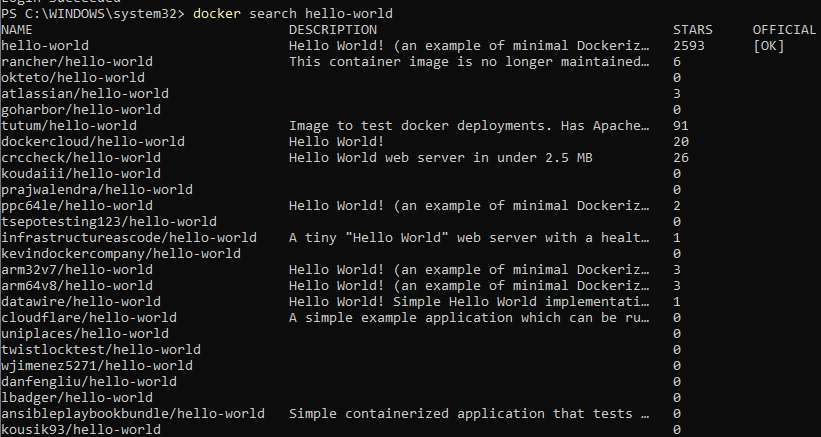 Login Succeeded
PS C:\WINDOWS\system32> docker search hello-world
NAME DESCRIPTION STARS OFFICIAL
hello-world Hello World! (an example of minimal Dockeriz… 2593 [OK]
rancher/hello-world This container image is no longer maintained… 6
okteto/hello-world 0
atlassian/hello-world 3
goharbor/hello-world 0
tutum/hello-world Image to test docker deployments. Has Apache… 91
dockercloud/hello-world Hello World! 20
crccheck/hello-world Hello World web server in under 2.5 MB 26
koudaiii/hello-world 0
prajwalendra/hello-world 0
ppc64le/hello-world Hello World! (an example of minimal Dockeriz… 2
tsepotesting123/hello-world 0
infrastructureascode/hello-world A tiny "Hello World" web server with a healt… 1
kevindockercompany/hello-world 0
arm32v7/hello-world Hello World! (an example of minimal Dockeriz… 3
arm64v8/hello-world Hello World! (an example of minimal Dockeriz… 3
datawire/hello-world Hello World! Simple Hello World implementati… 1
cloudflare/hello-world A simple example application which can be ru… 0
uniplaces/hello-world 0
twistlocktest/hello-world 0
wjimenez5271/hello-world 0
danfengliu/hello-world 0
lbadger/hello-world 0
ansibleplaybookbundle/hello-world Simple containerized application that tests … 0
kousik93/hello-world 0